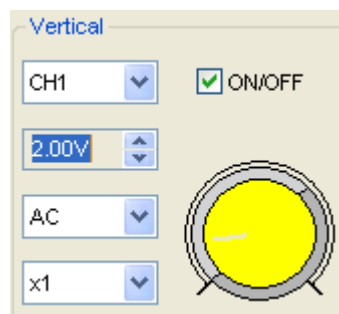 Vertical
CH1
ON/OFF
2.00V
AC
x1